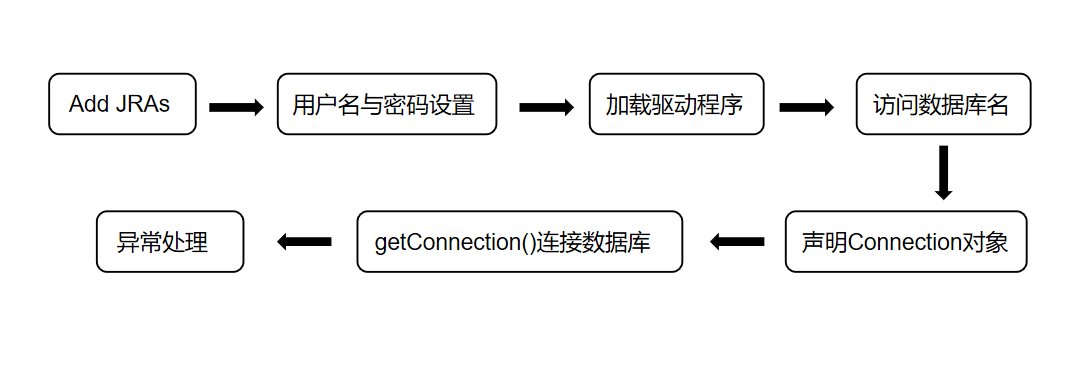 Add JRAs
用户名与密码设置
加载驱动程序
访问数据库名
声明Connection对象
getConnection()连接数据库
异常处理